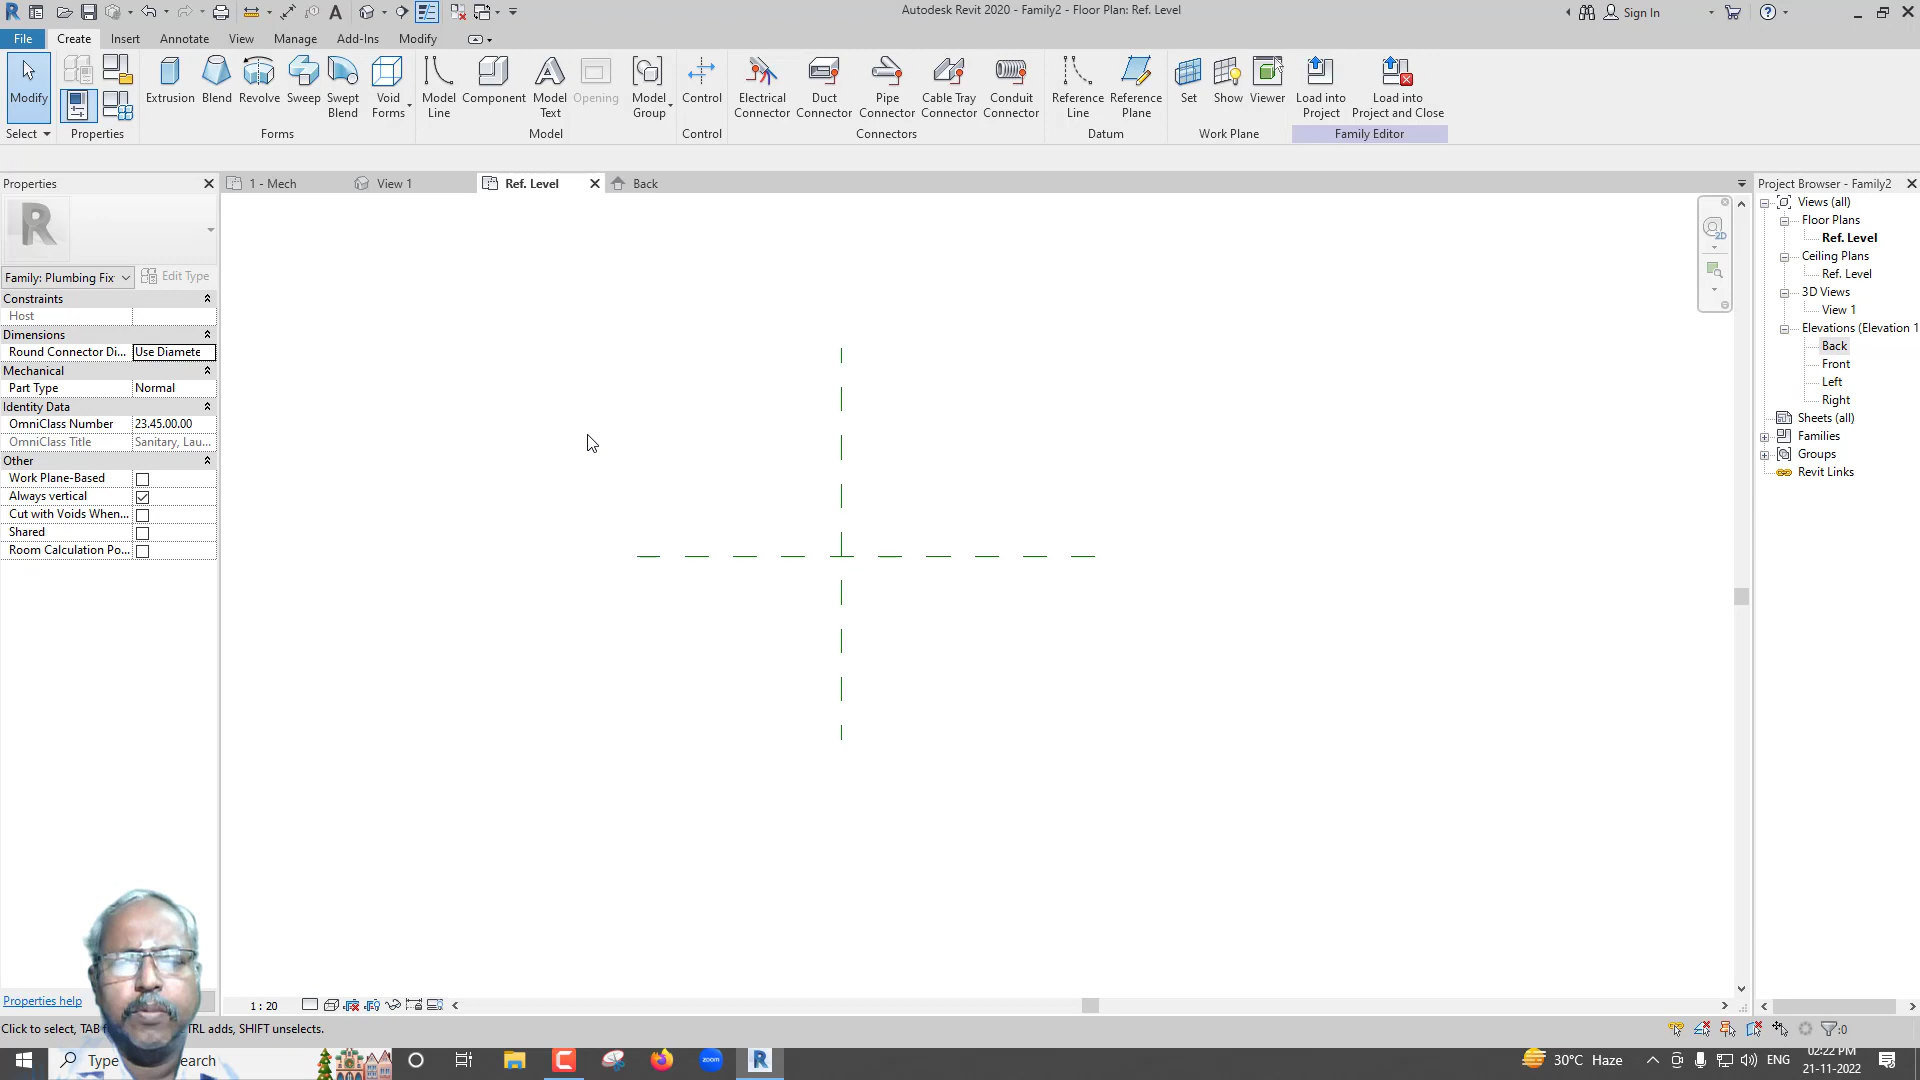 Autodesk Revit 2020 - Family2 - Floor Plan: Ref. Level
Sign In
File Create Insert Annotate View Manage Add-Ins Modify
Modify
Extrusion Blend Revolve Sweep Swept Blend Void Forms
Model Line Component Model Text Opening Model Group
Control
Electrical Connector Duct Connector Pipe Connector Cable Tray Connector Conduit Connector
Reference Line Reference Plane
Set Show Viewer
Load into Project Load into Project and Close
Select Properties Forms Model Control Connectors Datum Work Plane Family Editor
Properties
1 - Mech View 1 Ref. Level Back
Family: Plumbing Fix Edit Type
Constraints
Host
Dimensions
Round Connector Di... Use Diamete
Mechanical
Part Type Normal
Identity Data
OmniClass Number 23.45.00.00
OmniClass Title Sanitary, Lau...
Other
Work Plane-Based
Always vertical
Cut with Voids When...
Shared
Room Calculation Po...
Properties help
Project Browser - Family2
Views (all)
Floor Plans
Ref. Level
Ceiling Plans
Ref. Level
3D Views
View 1
Elevations (Elevation 1
Back
Front
Left
Right
Sheets (all)
Families
Groups
Revit Links
2D
1 : 20
Click to select, TAB TRL adds, SHIFT unselects.
:0
Type earch
zoom
30°C Haze
ENG
02:22 PM
21-11-2022